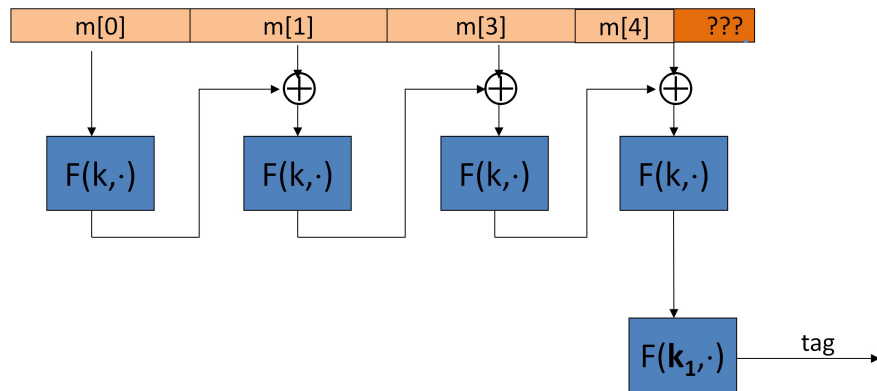 m[0] m[1] m[3] m[4] ???
F(k,·) F(k,·) F(k,·) F(k,·)
F(k₁,·) tag